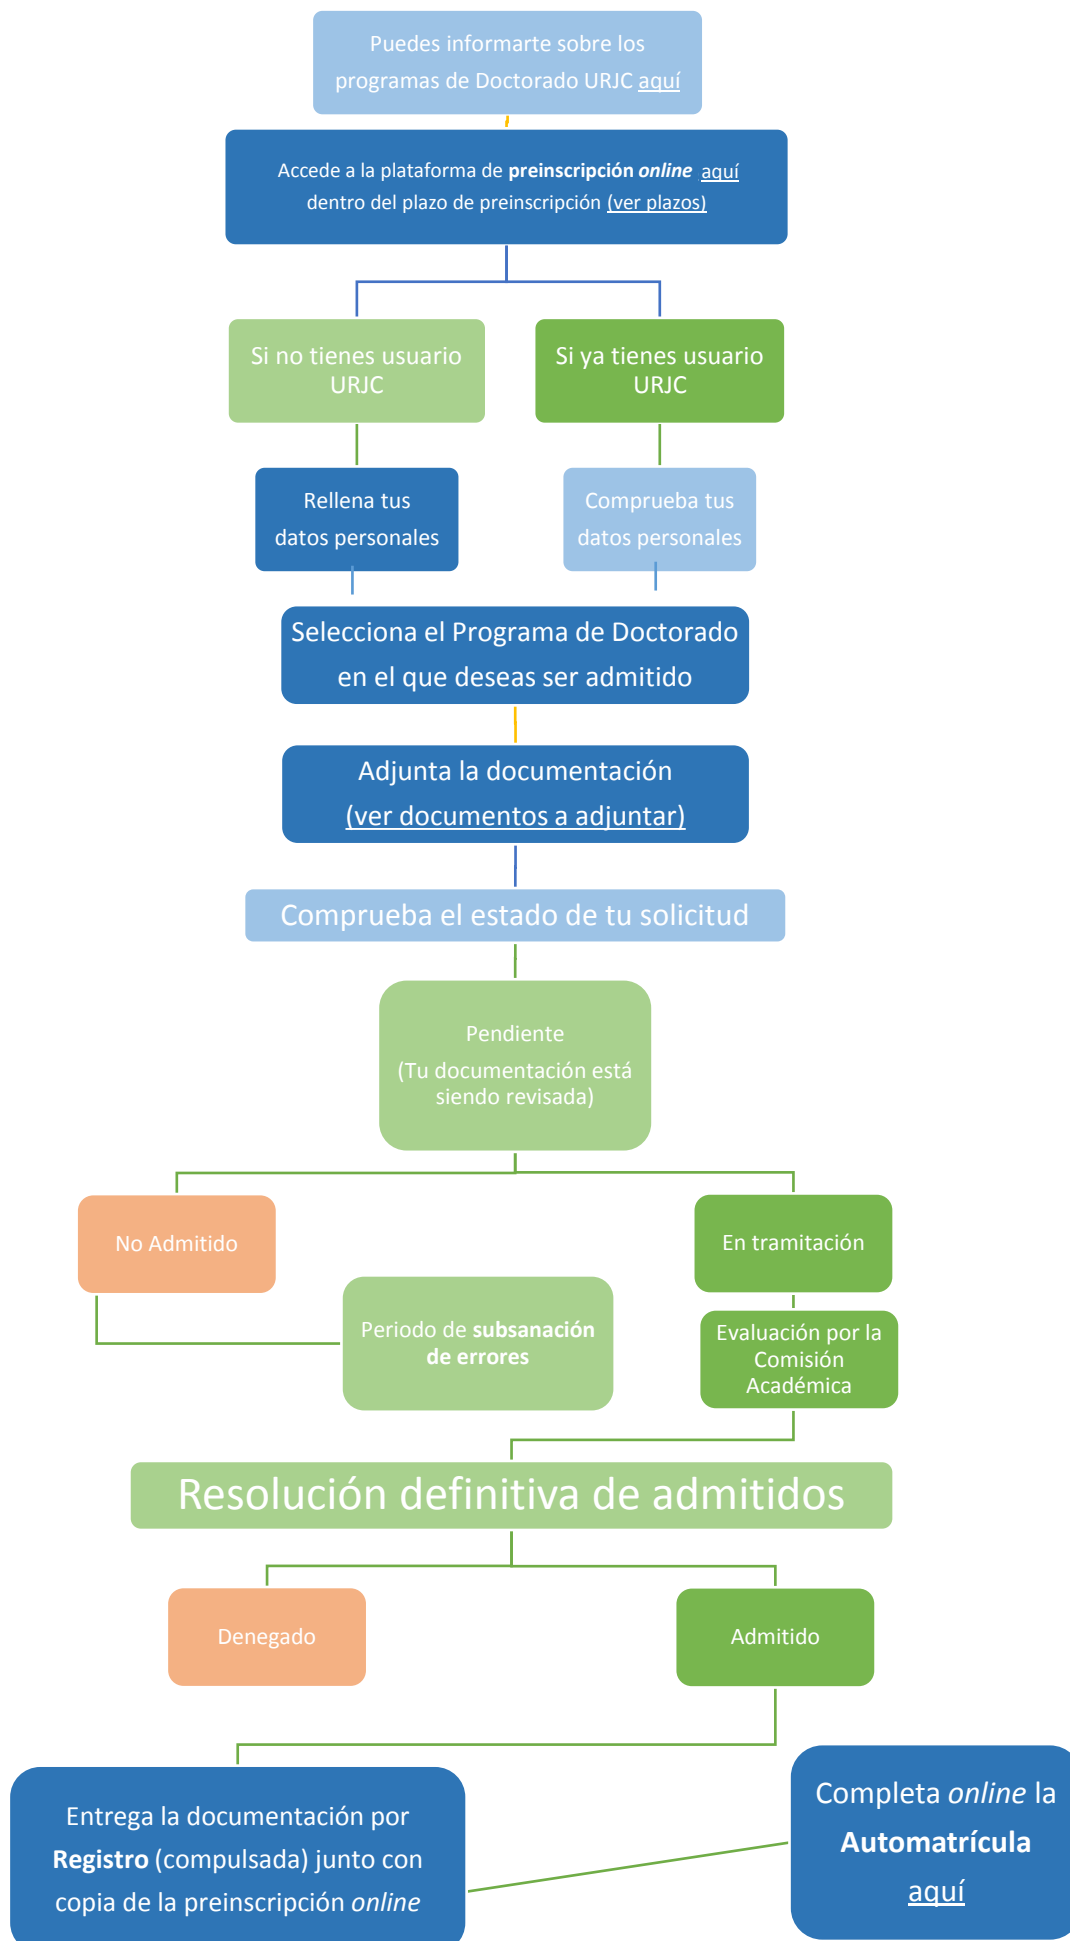 Puedes informarte sobre los
programas de Doctorado URJC aquí
Accede a la plataforma de preinscripción online aquí
dentro del plazo de preinscripción (ver plazos)
Si no tienes usuario
URJC
Si ya tienes usuario
URJC
Rellena tus
datos personales
Comprueba tus
datos personales
Selecciona el Programa de Doctorado
en el que deseas ser admitido
Adjunta la documentación
(ver documentos a adjuntar)
Comprueba el estado de tu solicitud
Pendiente
(Tu documentación está
siendo revisada)
No Admitido
En tramitación
Periodo de subsanación
de errores
Evaluación por la
Comisión
Académica
Resolución definitiva de admitidos
Denegado
Admitido
Entrega la documentación por
Registro (compulsada) junto con
copia de la preinscripción online
Completa online la
Automatrícula
aquí